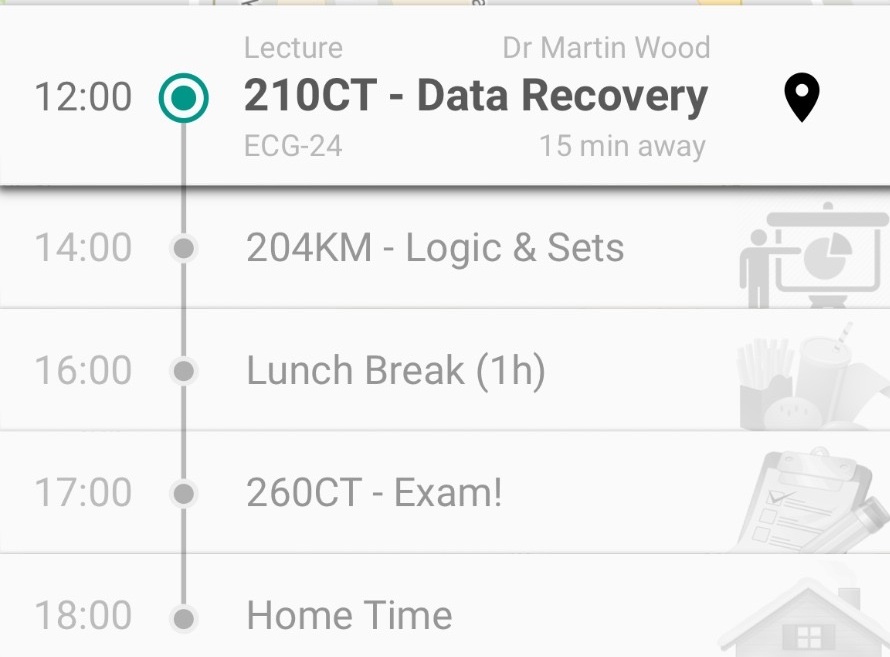 Lecture Dr Martin Wood
12:00 210CT - Data Recovery
ECG-24 15 min away
14:00 204KM - Logic & Sets
16:00 Lunch Break (1h)
17:00 260CT - Exam!
18:00 Home Time